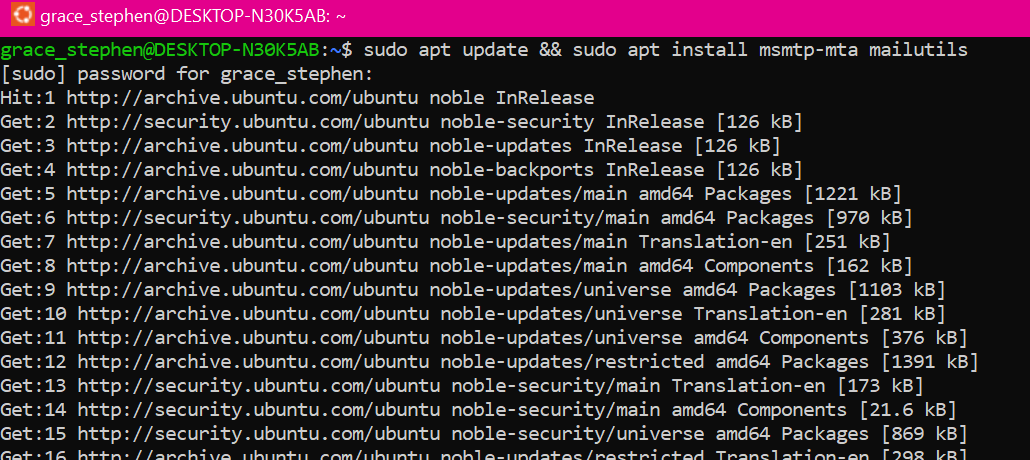 grace_stephen@DESKTOP-N30K5AB: ~
grace_stephen@DESKTOP-N30K5AB:~$ sudo apt update && sudo apt install msmtp-mta mailutils
[sudo] password for grace_stephen:
Hit:1 http://archive.ubuntu.com/ubuntu noble InRelease
Get:2 http://security.ubuntu.com/ubuntu noble-security InRelease [126 kB]
Get:3 http://archive.ubuntu.com/ubuntu noble-updates InRelease [126 kB]
Get:4 http://archive.ubuntu.com/ubuntu noble-backports InRelease [126 kB]
Get:5 http://archive.ubuntu.com/ubuntu noble-updates/main amd64 Packages [1221 kB]
Get:6 http://security.ubuntu.com/ubuntu noble-security/main amd64 Packages [970 kB]
Get:7 http://archive.ubuntu.com/ubuntu noble-updates/main Translation-en [251 kB]
Get:8 http://archive.ubuntu.com/ubuntu noble-updates/main amd64 Components [162 kB]
Get:9 http://archive.ubuntu.com/ubuntu noble-updates/universe amd64 Packages [1103 kB]
Get:10 http://archive.ubuntu.com/ubuntu noble-updates/universe Translation-en [281 kB]
Get:11 http://archive.ubuntu.com/ubuntu noble-updates/universe amd64 Components [376 kB]
Get:12 http://archive.ubuntu.com/ubuntu noble-updates/restricted amd64 Packages [1391 kB]
Get:13 http://security.ubuntu.com/ubuntu noble-security/main Translation-en [173 kB]
Get:14 http://security.ubuntu.com/ubuntu noble-security/main amd64 Components [21.6 kB]
Get:15 http://security.ubuntu.com/ubuntu noble-security/universe amd64 Packages [869 kB]
Get:16 http://archive.ubuntu.com/ubuntu noble-updates/restricted Translation-en [298 kB]